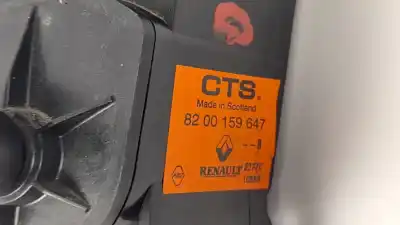 CTS.
Made in Scotland
82 00 159 647
RENAULT